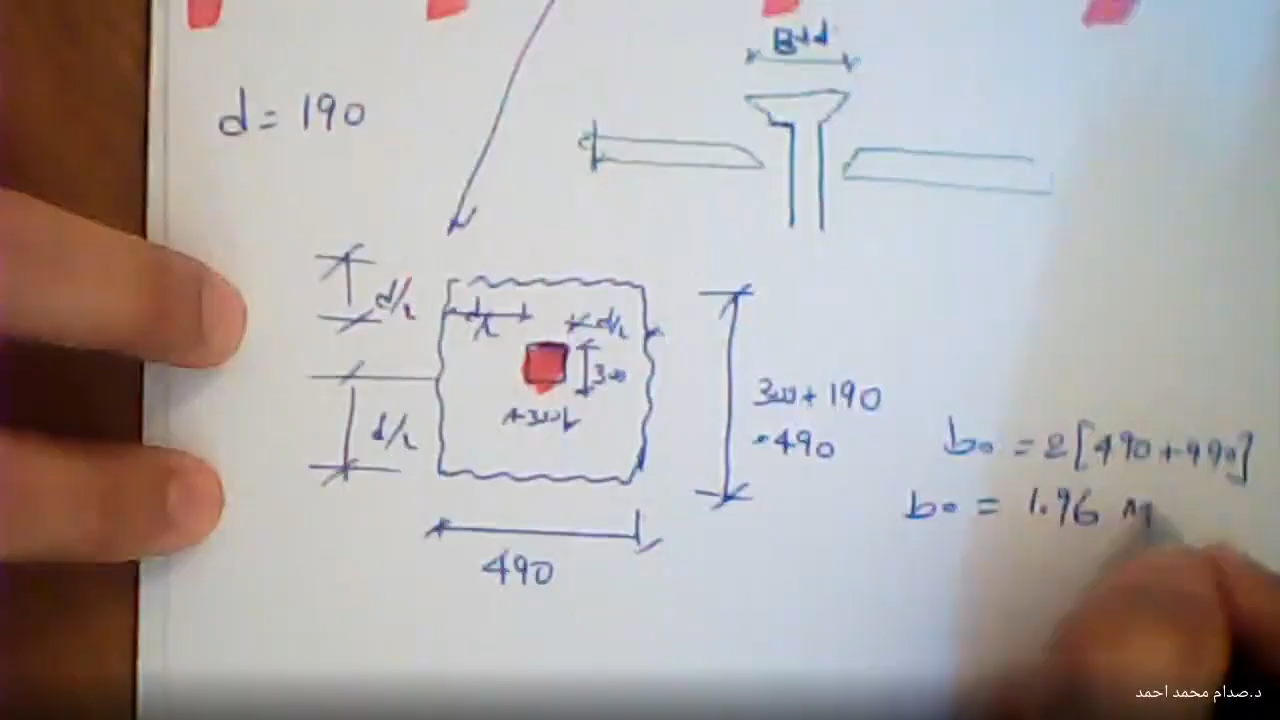 B+d
d = 190
d/2
d/2
d/2
300
300
d/2
300 + 190
490
b₀ = 2[490+490]
b₀ = 1.96 m
490
د.صدام محمد احمد